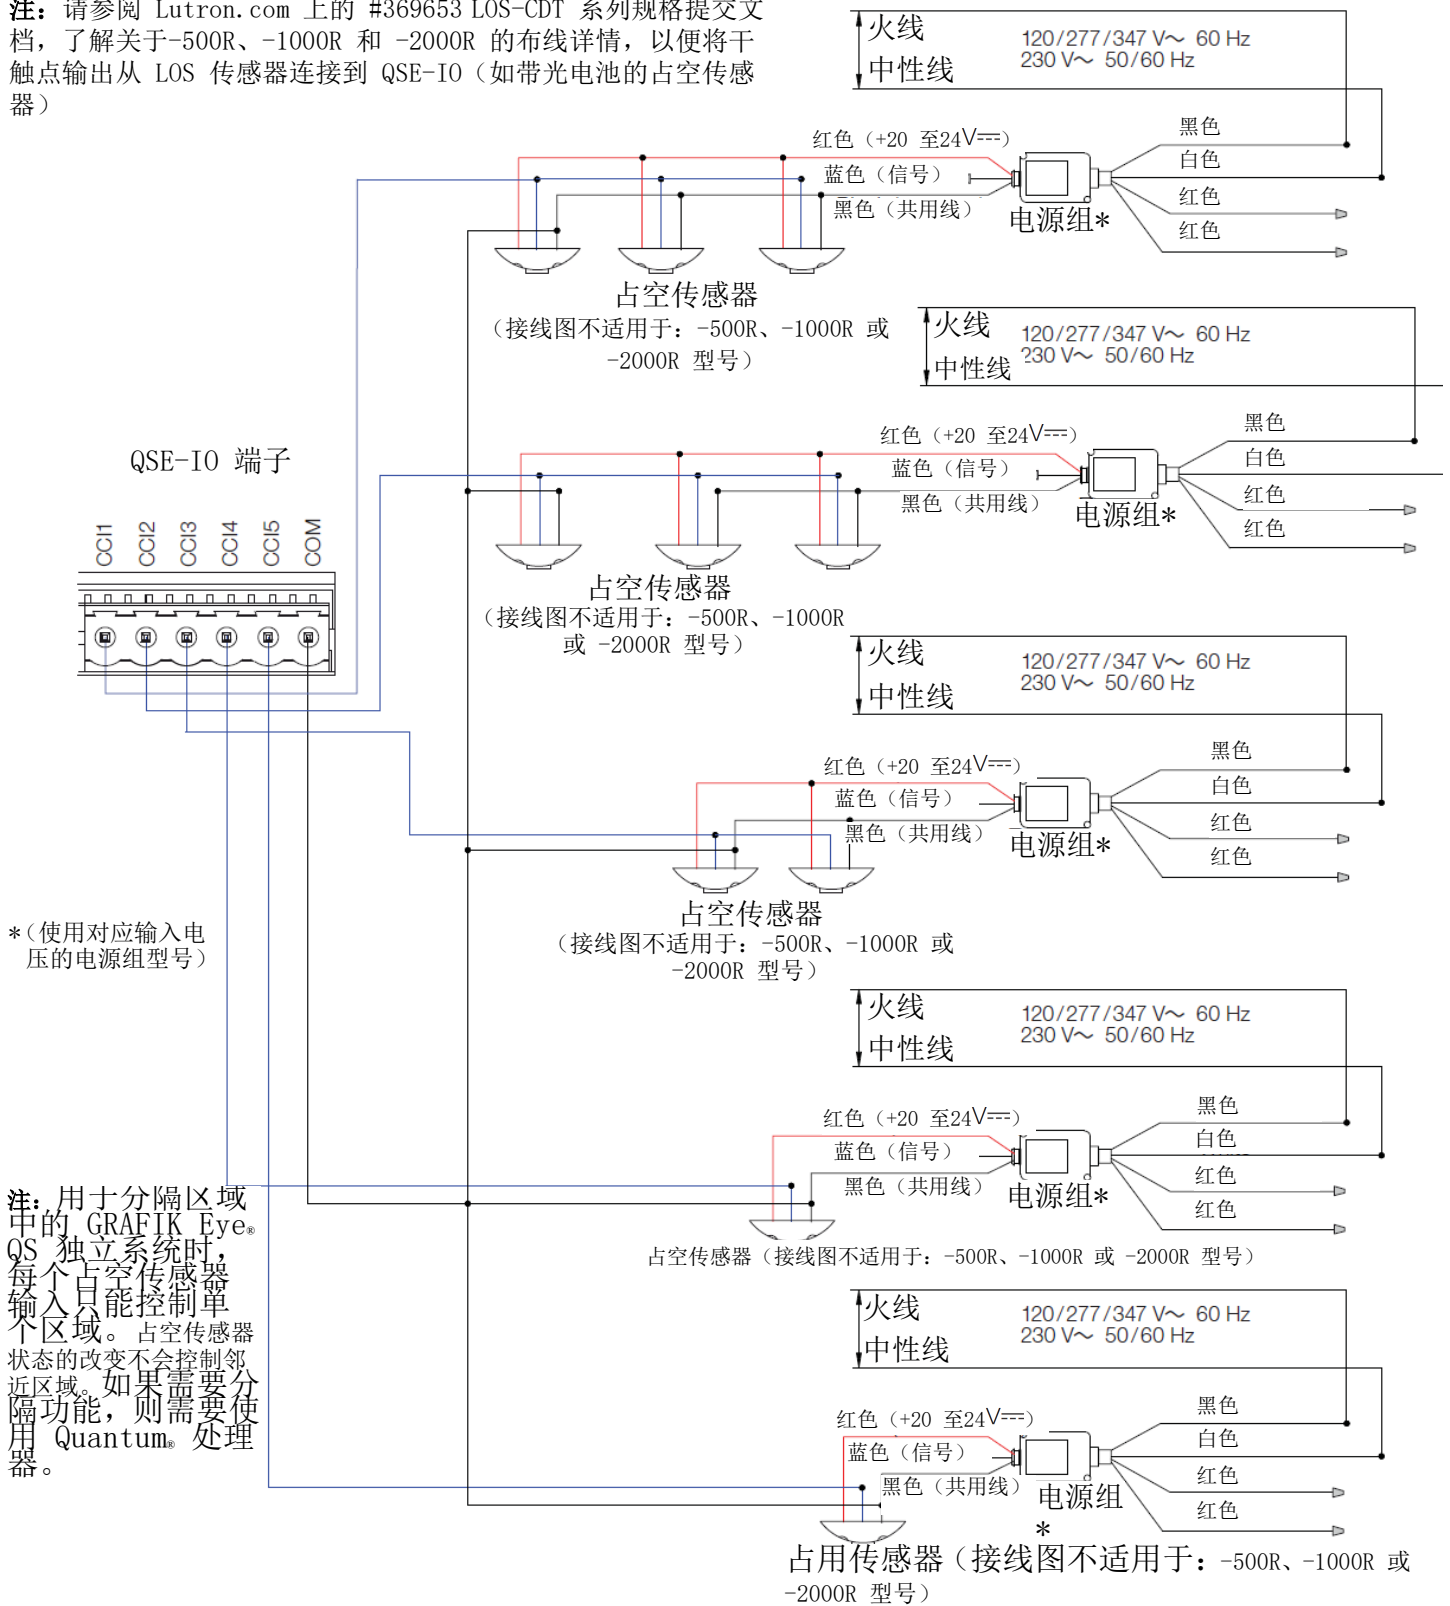 注：请参阅 Lutron.com 上的 #369653 LOS-CDT 系列规格提交文
档，了解关于-500R、-1000R 和 -2000R 的布线详情，以便将干
触点输出从 LOS 传感器连接到 QSE-IO（如带光电池的占空传感
器）
火线
中性线
120/277/347 V～ 60 Hz
230 V～ 50/60 Hz
红色（+20 至24V⎓）
蓝色（信号）
黑色（共用线）
电源组*
黑色
白色
红色
红色
占空传感器
（接线图不适用于：-500R、-1000R 或
-2000R 型号）
火线
中性线
120/277/347 V～ 60 Hz
230 V～ 50/60 Hz
红色（+20 至24V⎓）
蓝色（信号）
黑色（共用线）
电源组*
黑色
白色
红色
红色
占空传感器
（接线图不适用于：-500R、-1000R
或 -2000R 型号）
QSE-IO 端子
CCI1
CCI2
CCI3
CCI4
CCI5
COM
火线
中性线
120/277/347 V～ 60 Hz
230 V～ 50/60 Hz
红色（+20 至24V⎓）
蓝色（信号）
黑色（共用线）
电源组*
黑色
白色
红色
红色
占空传感器
（接线图不适用于：-500R、-1000R 或
-2000R 型号）
*（使用对应输入电
压的电源组型号）
火线
中性线
120/277/347 V～ 60 Hz
230 V～ 50/60 Hz
红色（+20 至24V⎓）
蓝色（信号）
黑色（共用线）
电源组*
黑色
白色
红色
红色
占空传感器（接线图不适用于：-500R、-1000R 或 -2000R 型号）
注：用于分隔区域
中的 GRAFIK Eye®
QS 独立系统时，
每个占空传感器
输入只能控制单
个区域。占空传感器
状态的改变不会控制邻
近区域。如果需要分
隔功能，则需要使
用 Quantum® 处理
器。
火线
中性线
120/277/347 V～ 60 Hz
230 V～ 50/60 Hz
红色（+20 至24V⎓）
蓝色（信号）
黑色（共用线）
电源组
*
黑色
白色
红色
红色
占用传感器（接线图不适用于：-500R、-1000R 或
-2000R 型号）